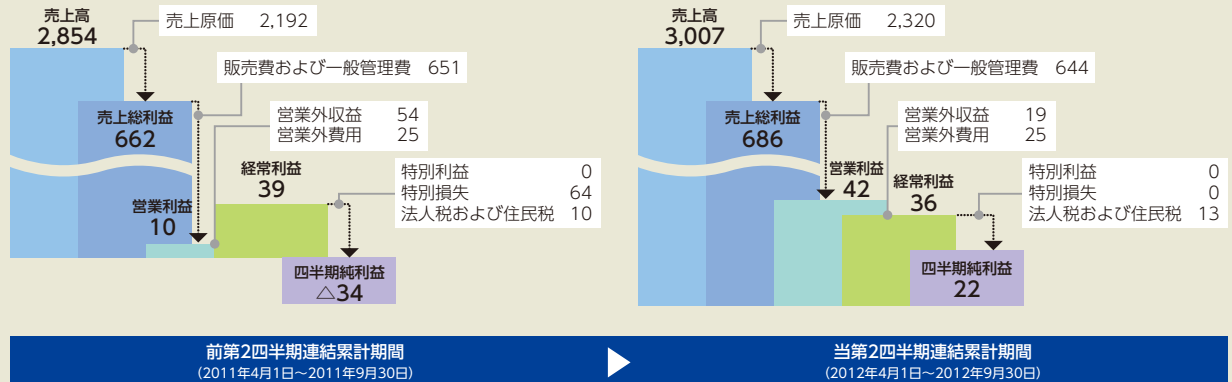 売上高
2,854
売上原価 2,192
販売費および一般管理費 651
売上総利益
662
営業外収益 54
営業外費用 25
営業利益
10
経常利益
39
特別利益 0
特別損失 64
法人税および住民税 10
四半期純利益
△34
前第2四半期連結累計期間
(2011年4月1日～2011年9月30日)
売上高
3,007
売上原価 2,320
販売費および一般管理費 644
売上総利益
686
営業外収益 19
営業外費用 25
営業利益
42
経常利益
36
特別利益 0
特別損失 0
法人税および住民税 13
四半期純利益
22
当第2四半期連結累計期間
(2012年4月1日～2012年9月30日)